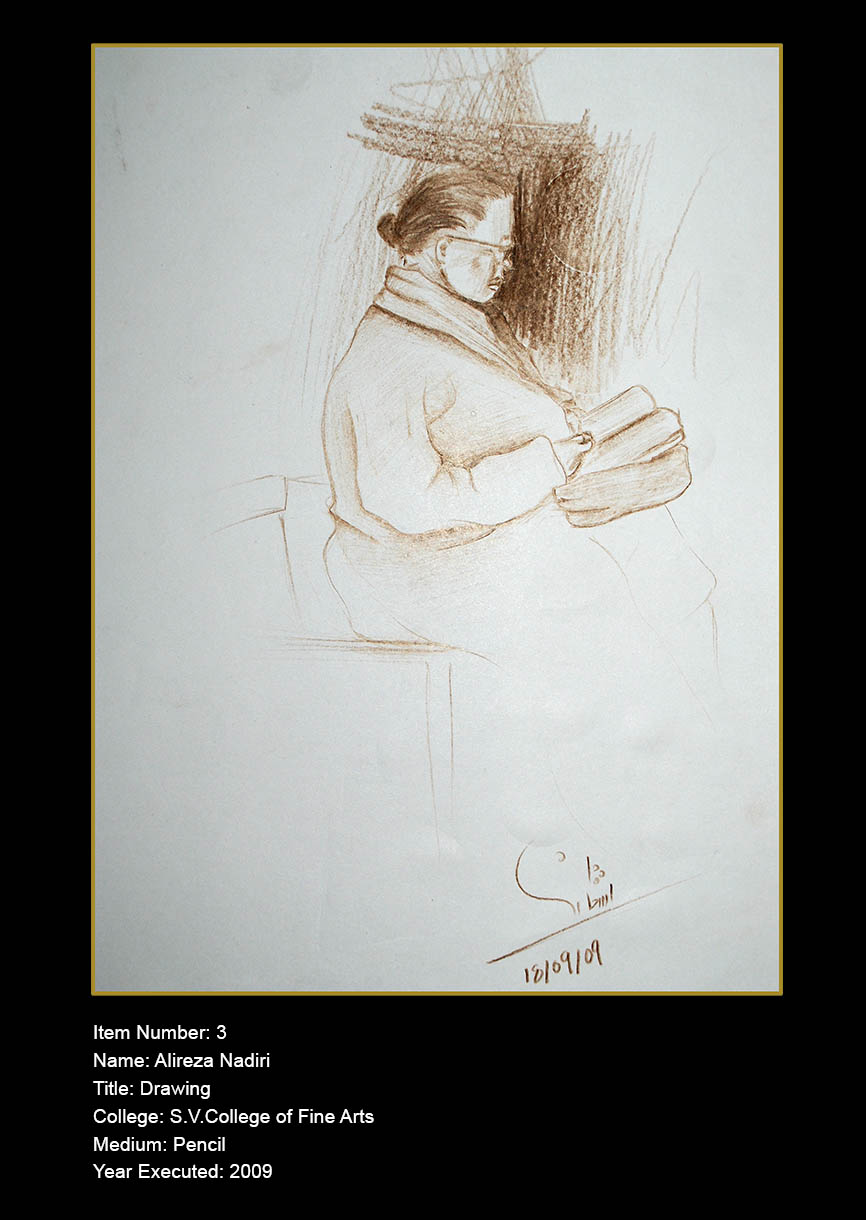 18/09/09
Item Number: 3
Name: Alireza Nadiri
Title: Drawing
College: S.V.College of Fine Arts
Medium: Pencil
Year Executed: 2009